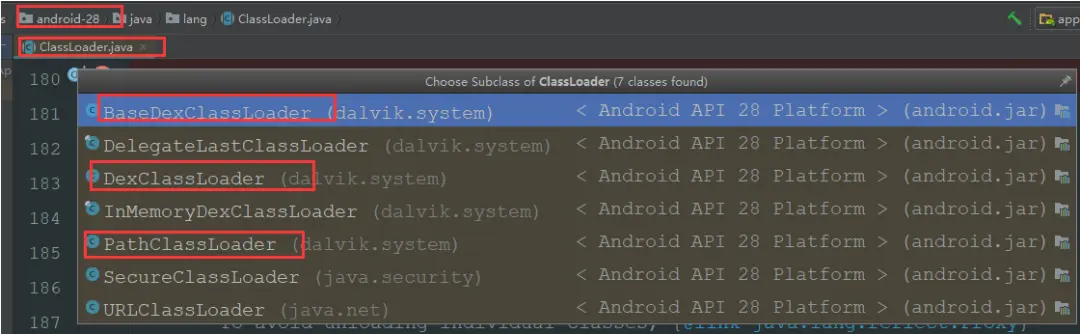 s android-28 java lang ClassLoader.java app
ClassLoader.java
180
Choose Subclass of ClassLoader (7 classes found)
181 BaseDexClassLoader (dalvik.system) < Android API 28 Platform > (android.jar)
182 DelegateLastClassLoader (dalvik.system) < Android API 28 Platform > (android.jar)
183 DexClassLoader (dalvik.system) < Android API 28 Platform > (android.jar)
184 InMemoryDexClassLoader (dalvik.system) < Android API 28 Platform > (android.jar)
185 PathClassLoader (dalvik.system) < Android API 28 Platform > (android.jar)
186 SecureClassLoader (java.security) < Android API 28 Platform > (android.jar)
187 URLClassLoader (java.net) < Android API 28 Platform > (android.jar)
To avoid unloading individual classes, {@link java.lang.reflect.Proxy}